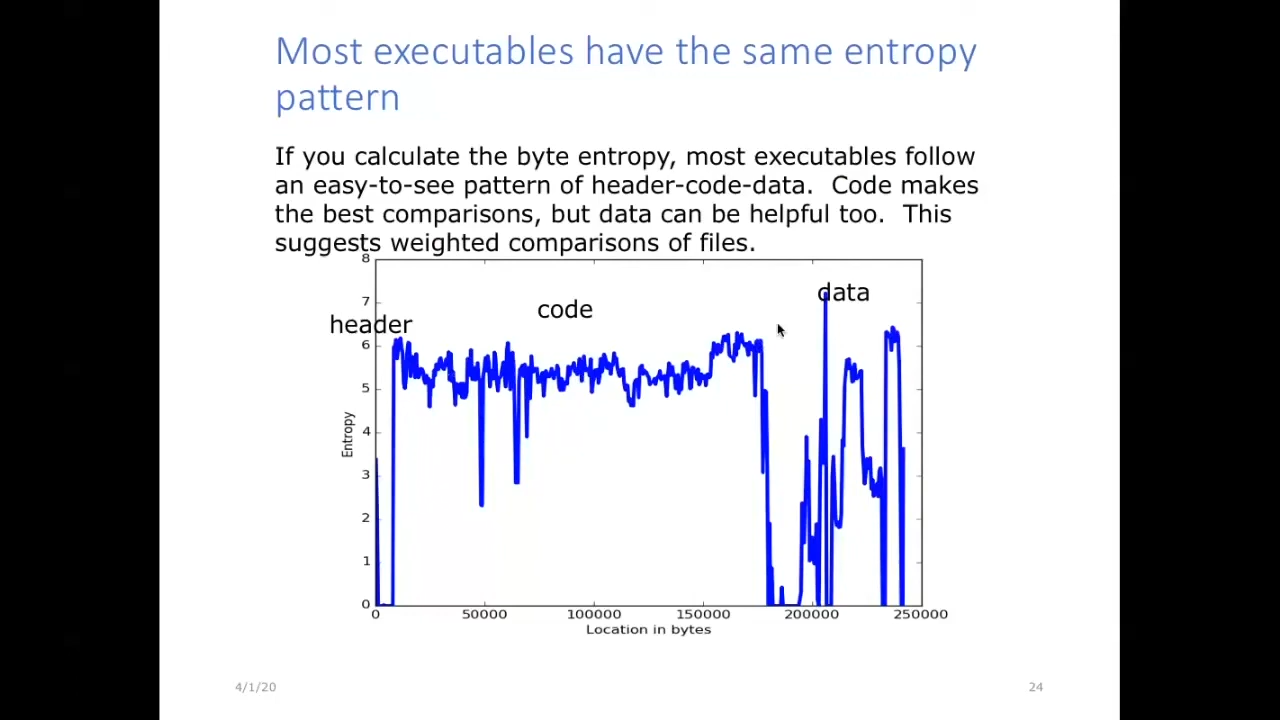 Most executables have the same entropy
pattern
If you calculate the byte entropy, most executables follow
an easy-to-see pattern of header-code-data.  Code makes
the best comparisons, but data can be helpful too.  This
suggests weighted comparisons of files.
8
7
6
5
4
3
2
1
0
Entropy
header
code
data
0 50000 100000 150000 200000 250000
Location in bytes
4/1/20
24